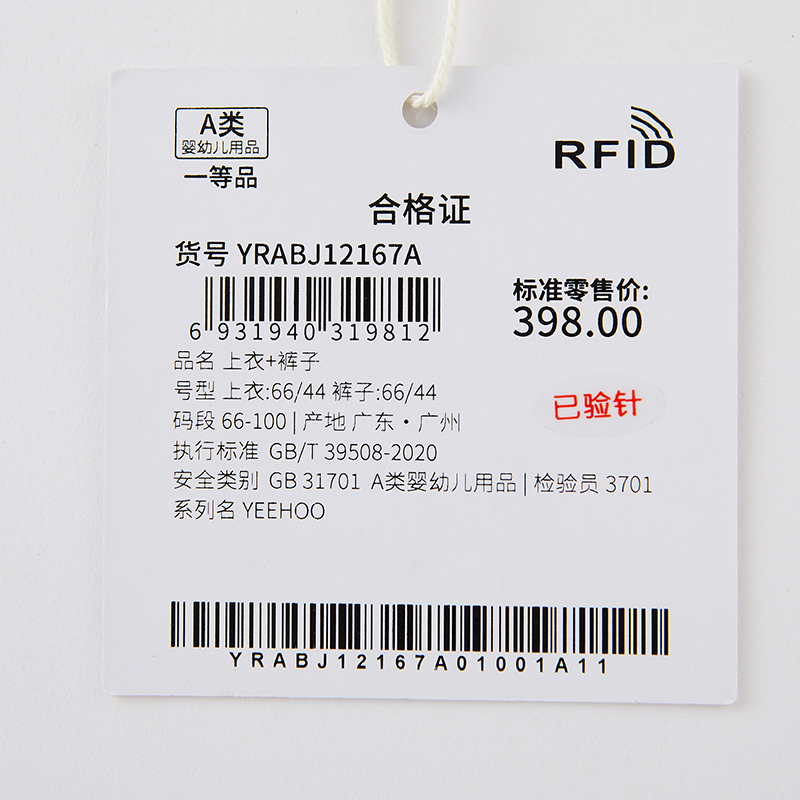 A类
婴幼儿用品
一等品
RFID
合格证
货号 YRABJ12167A
6 931940 319812
标准零售价:
398.00
品名 上衣+裤子
号型 上衣:66/44 裤子:66/44
码段 66-100 | 产地 广东·广州
已验针
执行标准 GB/T 39508-2020
安全类别 GB 31701 A类婴幼儿用品 | 检验员 3701
系列名 YEEHOO
YRABJ12167A01001A11